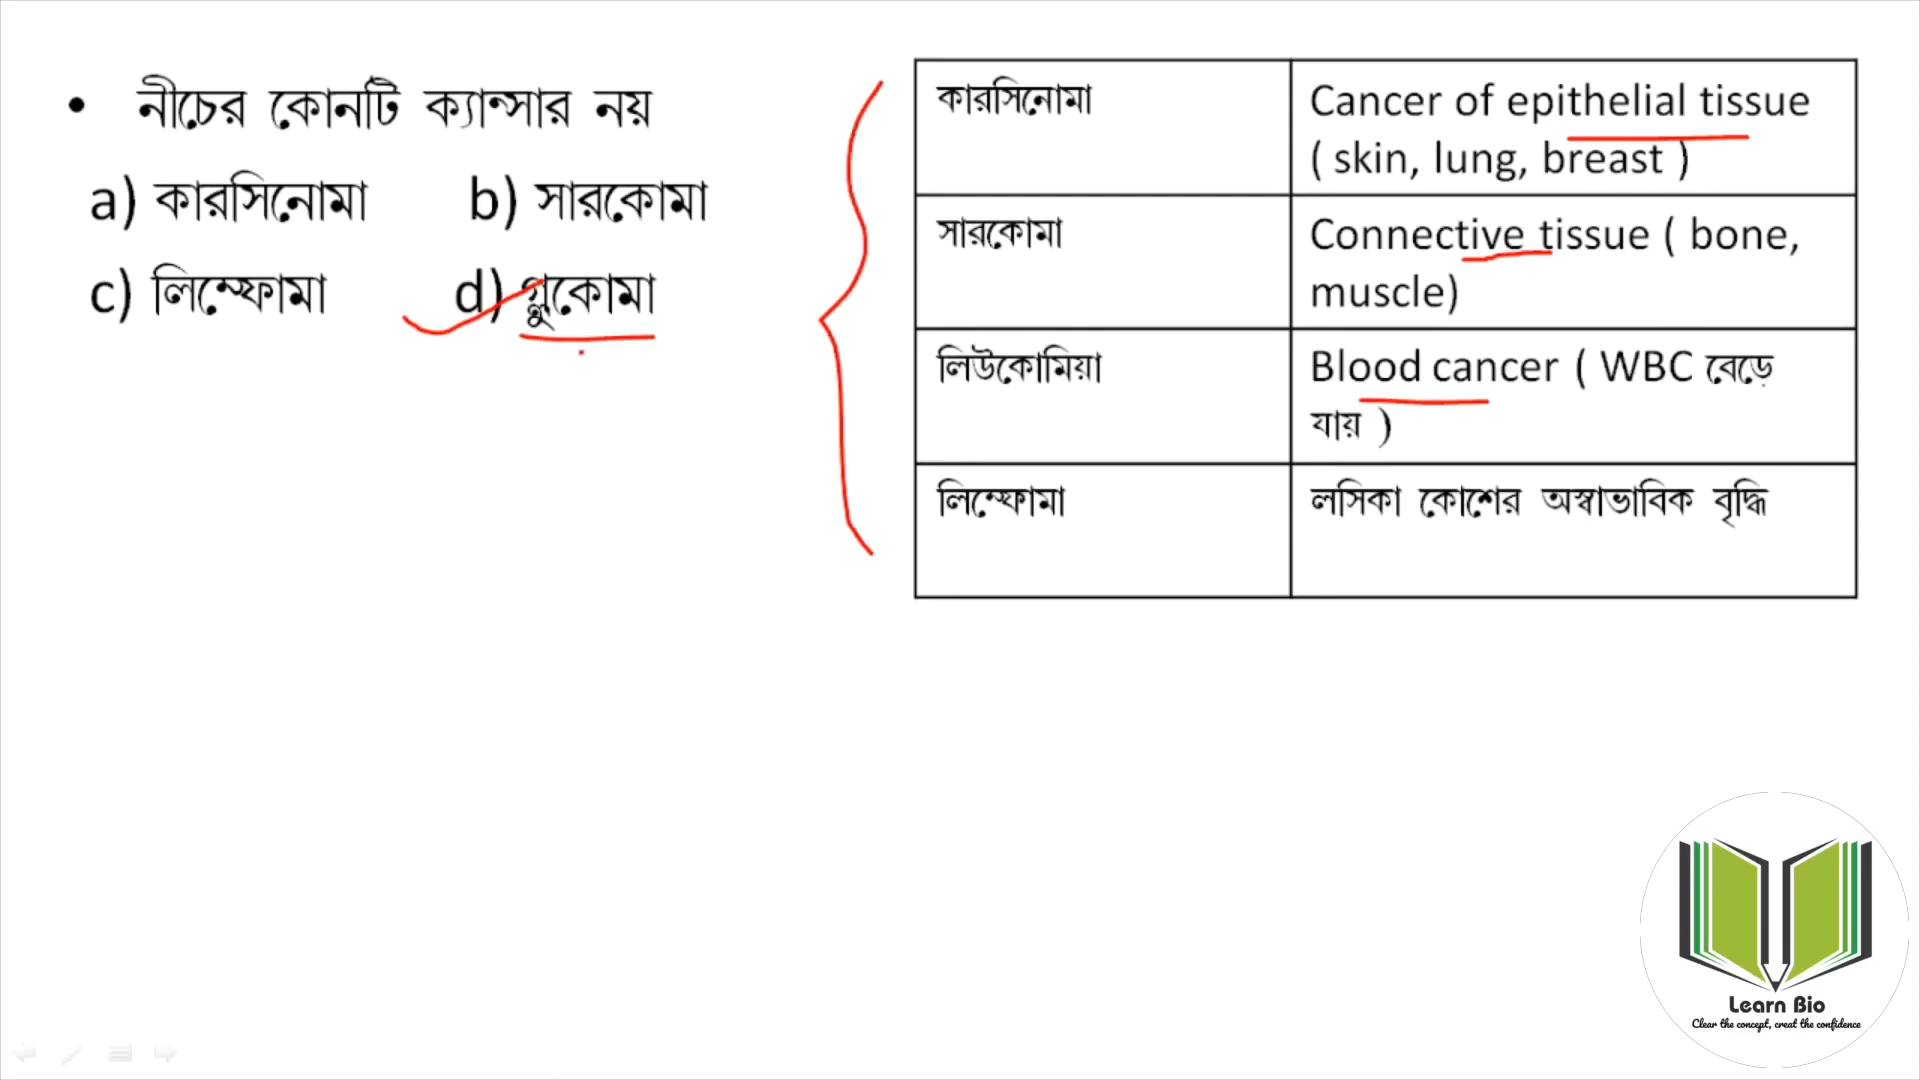 • নীচের কোনটি ক্যান্সার নয়
a) কারসিনোমা b) সারকোমা
c) লিম্ফোমা d) গ্লুকোমা
কারসিনোমা
Cancer of epithelial tissue
( skin, lung, breast )
সারকোমা
Connective tissue ( bone,
muscle)
লিউকোমিয়া
Blood cancer ( WBC বেড়ে
যায় )
লিম্ফোমা
লসিকা কোশের অস্বাভাবিক বৃদ্ধি
Learn Bio
Clear the concept, creat the confidence